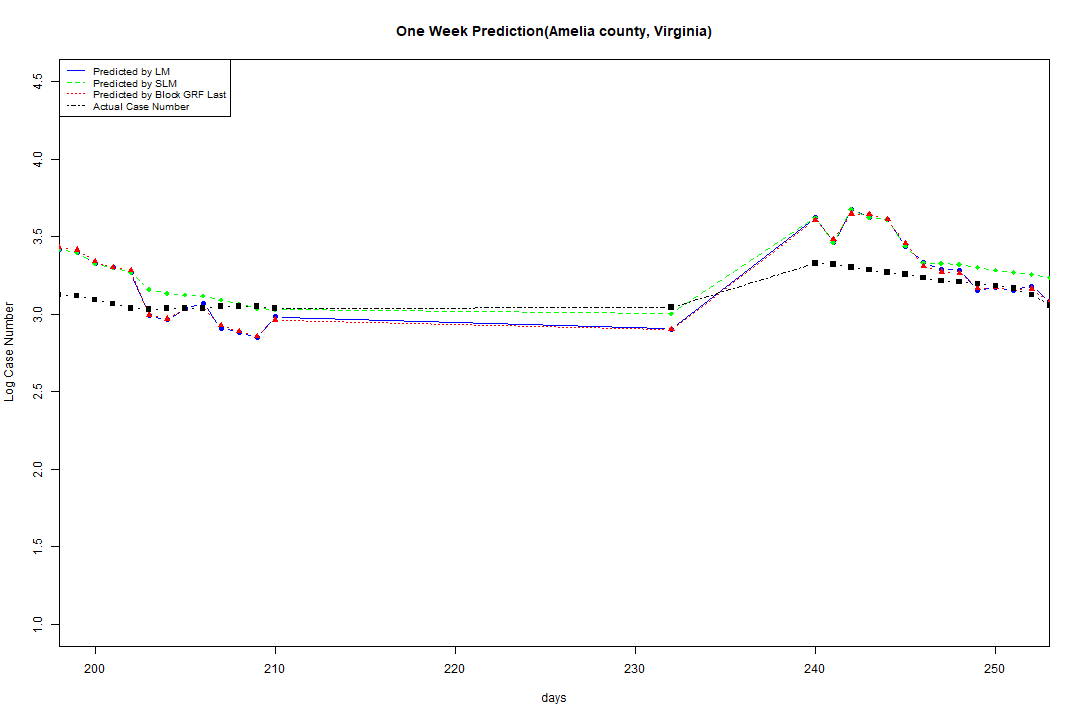 One Week Prediction(Amelia county, Virginia)
Predicted by LM
Predicted by SLM
Predicted by Block GRF Last
Actual Case Number
4.5
4.0
3.5
3.0
2.5
2.0
1.5
1.0
Log Case Number
200 210 220 230 240 250
days